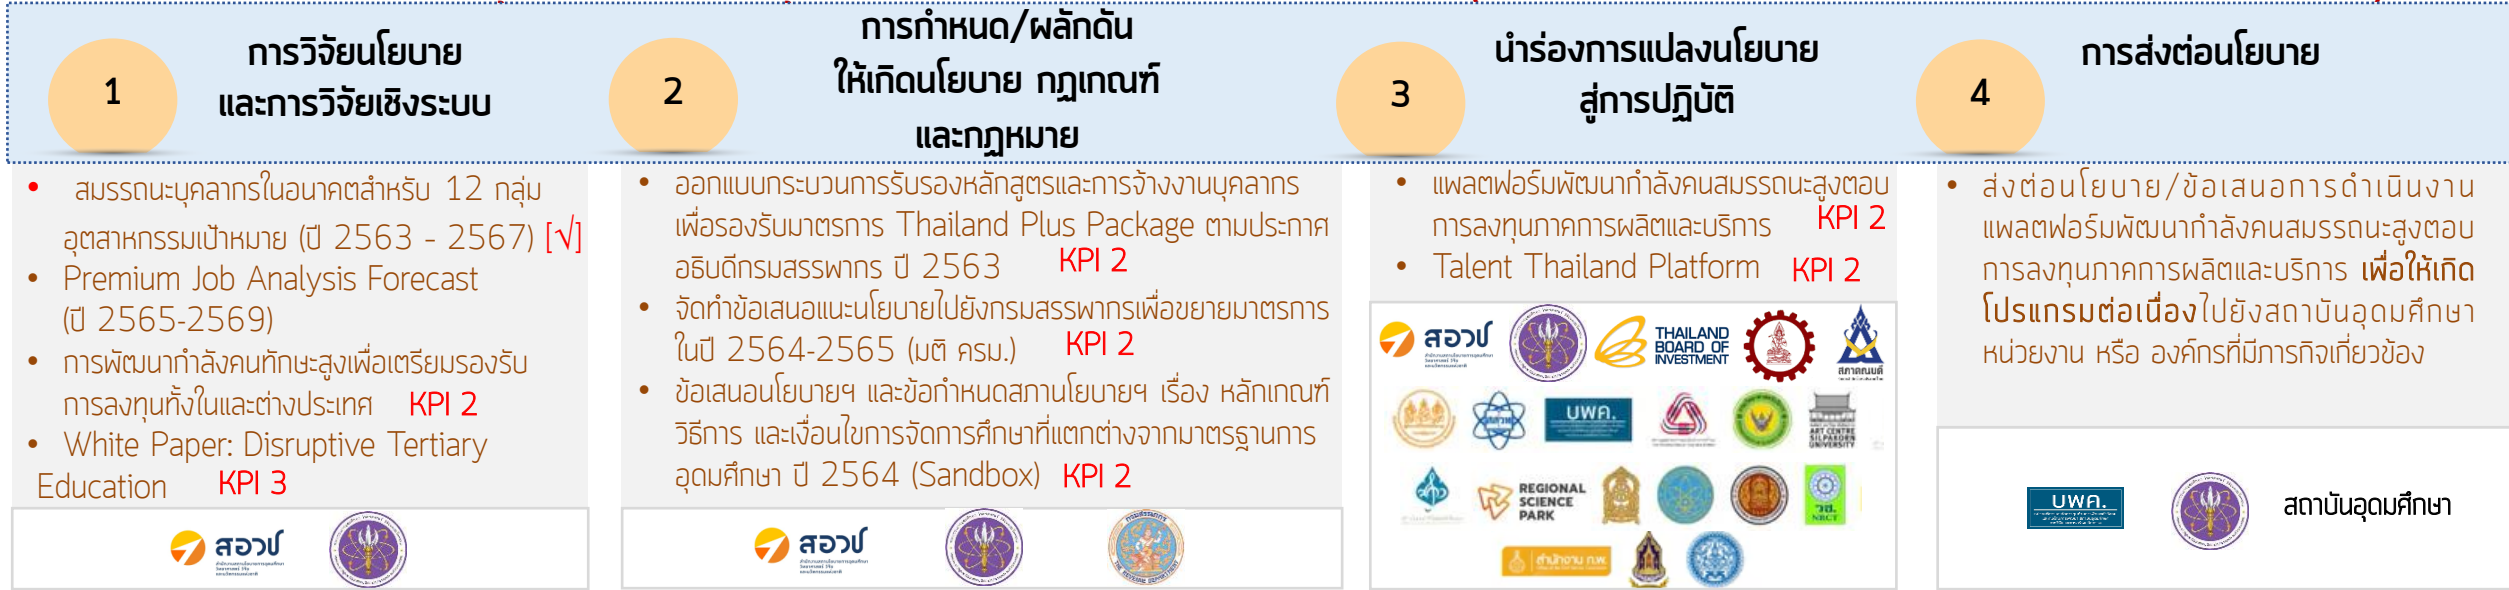 1
การวิจัยนโยบาย
และการวิจัยเชิงระบบ
• สมรรถนะบุคลากรในอนาคตสำหรับ 12 กลุ่ม
อุตสาหกรรมเป้าหมาย (ปี 2563 - 2567) [√]
• Premium Job Analysis Forecast
(ปี 2565-2569)
• การพัฒนากำลังคนทักษะสูงเพื่อเตรียมรองรับ
การลงทุนทั้งในและต่างประเทศ KPI 2
• White Paper: Disruptive Tertiary
Education KPI 3
สอวช
2
การกำหนด/ผลักดัน
ให้เกิดนโยบาย กฎเกณฑ์
และกฎหมาย
• ออกแบบกระบวนการรับรองหลักสูตรและการจ้างงานบุคลากร
เพื่อรองรับมาตรการ Thailand Plus Package ตามประกาศ
อธิบดีกรมสรรพากร ปี 2563 KPI 2
• จัดทำข้อเสนอแนะนโยบายไปยังกรมสรรพากรเพื่อขยายมาตรการ
ในปี 2564-2565 (มติ ครม.) KPI 2
• ข้อเสนอนโยบายฯ และข้อกำหนดสภานโยบายฯ เรื่อง หลักเกณฑ์
วิธีการ และเงื่อนไขการจัดการศึกษาที่แตกต่างจากมาตรฐานการ
อุดมศึกษา ปี 2564 (Sandbox) KPI 2
สอวช
กรมสรรพากร
THE REVENUE DEPARTMENT
3
นำร่องการแปลงนโยบาย
สู่การปฏิบัติ
• แพลตฟอร์มพัฒนากำลังคนสมรรถนะสูงตอบ
การลงทุนภาคการผลิตและบริการ KPI 2
• Talent Thailand Platform KPI 2
สอวช
THAILAND
BOARD OF
INVESTMENT
สภาคณบดี
บพค.
ART CENTRE
SILPAKORN
UNIVERSITY
REGIONAL
SCIENCE
PARK
วช.
NRCT
สำนักงาน ก.พ.
4
การส่งต่อนโยบาย
• ส่งต่อนโยบาย/ข้อเสนอการดำเนินงาน
แพลตฟอร์มพัฒนากำลังคนสมรรถนะสูงตอบ
การลงทุนภาคการผลิตและบริการ เพื่อให้เกิด
โปรแกรมต่อเนื่องไปยังสถาบันอุดมศึกษา
หน่วยงาน หรือ องค์กรที่มีภารกิจเกี่ยวข้อง
บพค.
สถาบันอุดมศึกษา